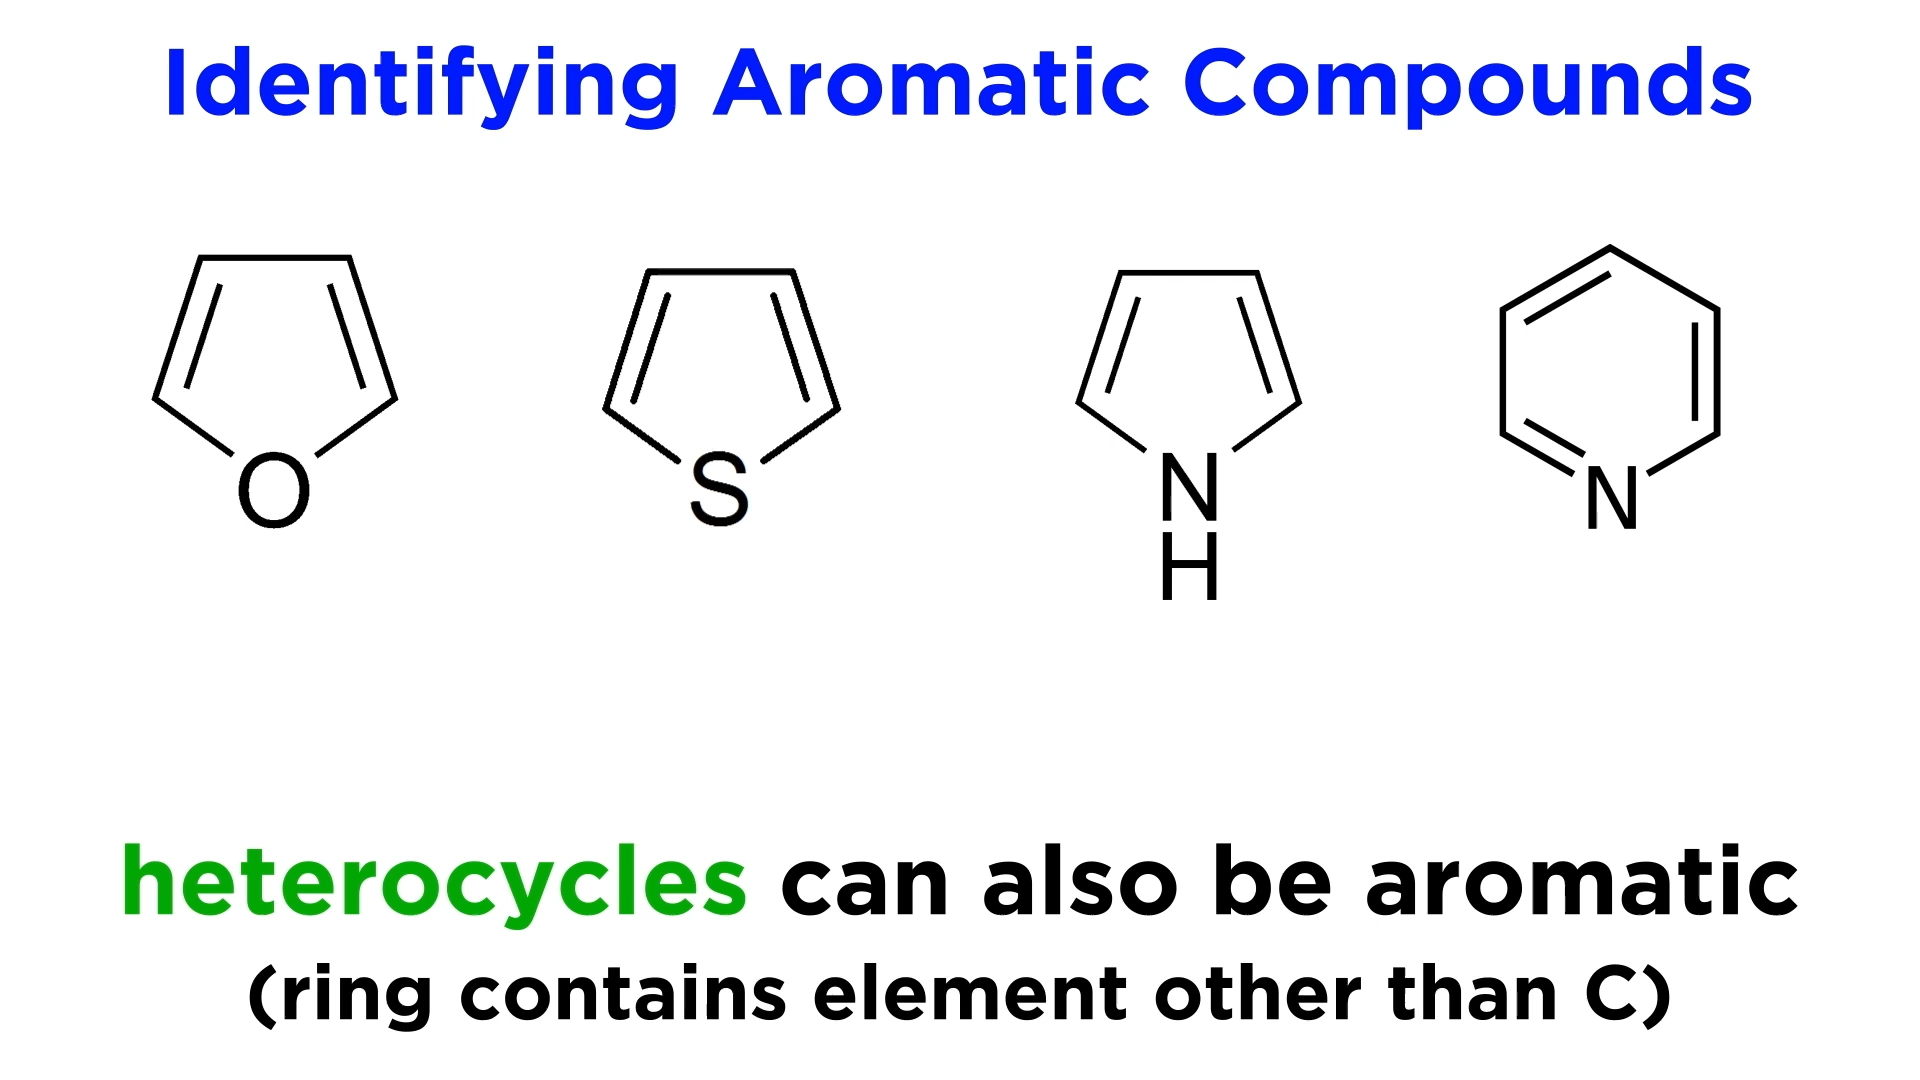 Identifying Aromatic Compounds
O
S
N
H
N
heterocycles can also be aromatic
(ring contains element other than C)